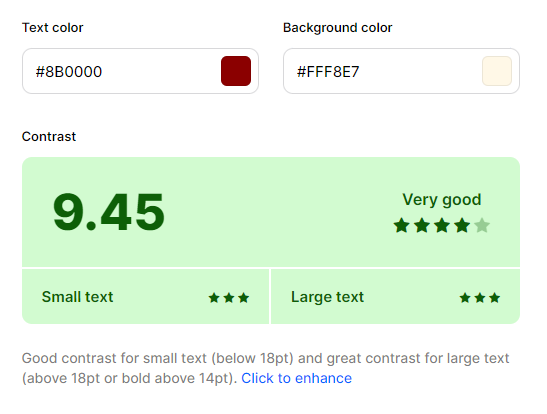 Text color
Background color
#8B0000
#FFF8E7
Contrast
9.45
Very good
Small text
Large text
Good contrast for small text (below 18pt) and great contrast for large text
(above 18pt or bold above 14pt). Click to enhance